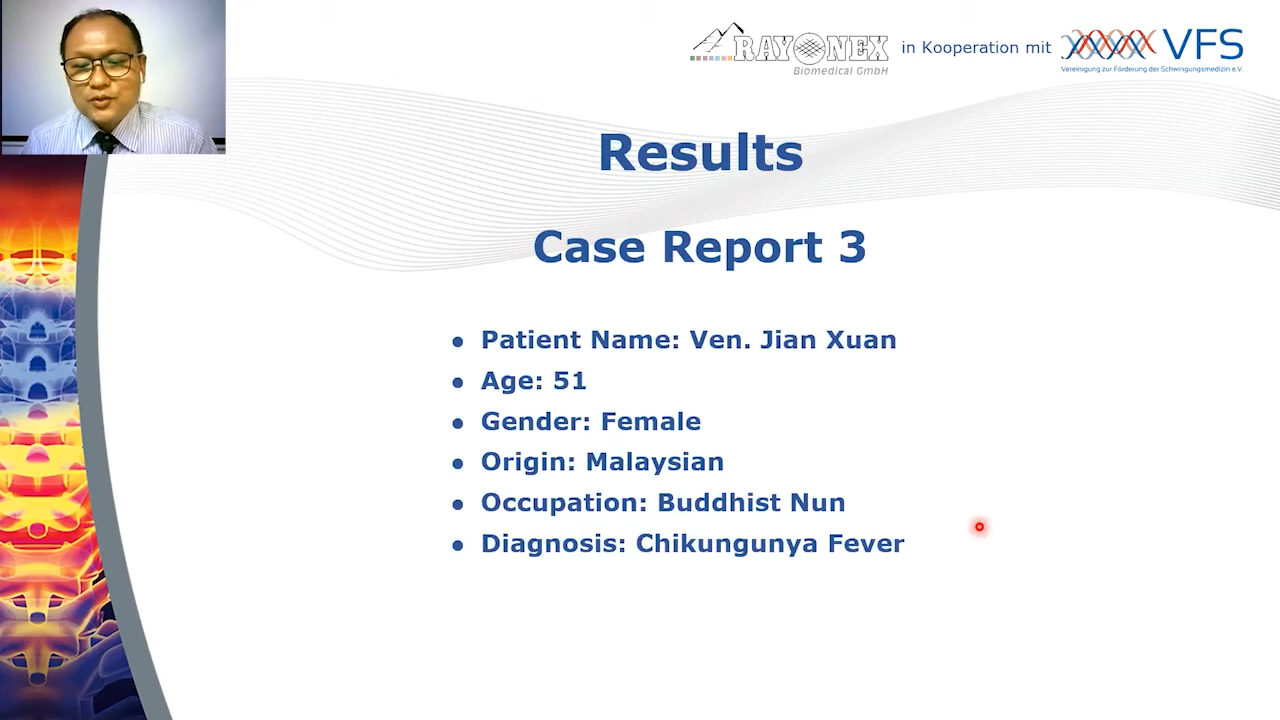 RAYONEX
Biomedical GmbH
in Kooperation mit
VFS
Vereinigung zur Förderung der Schwingungsmedizin e.V.
Results
Case Report 3
● Patient Name: Ven. Jian Xuan
● Age: 51
● Gender: Female
● Origin: Malaysian
● Occupation: Buddhist Nun
● Diagnosis: Chikungunya Fever